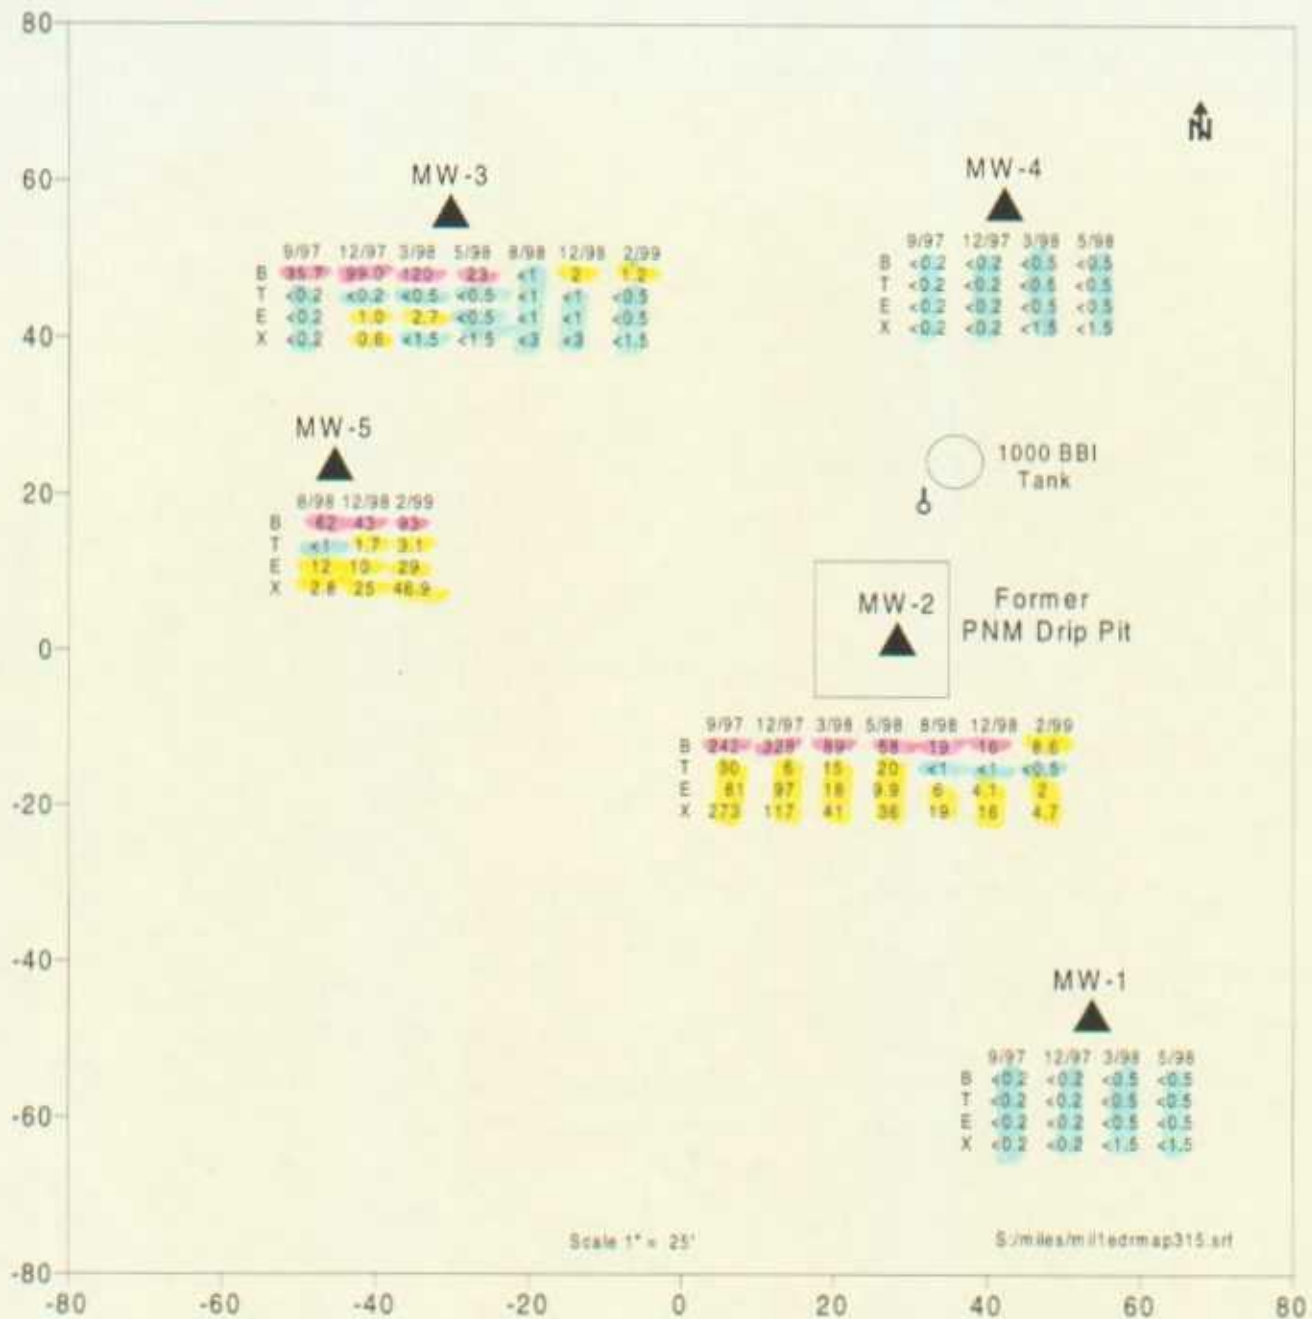 80
N
60
MW-3
MW-4
9/97 12/97 3/98 5/98 8/98 12/98 2/99
B 35.7 99.0 120 23 <1 2 1.2
T <0.2 <0.2 <0.5 <0.5 <1 <1 <0.5
E <0.2 1.0 2.7 <0.5 <1 <1 <0.5
X <0.2 0.6 <1.5 <1.5 <3 <3 <1.5
9/97 12/97 3/98 5/98
B <0.2 <0.2 <0.5 <0.5
T <0.2 <0.2 <0.5 <0.5
E <0.2 <0.2 <0.5 <0.5
X <0.2 <0.2 <1.5 <1.5
40
MW-5
8/98 12/98 2/99
B 62 43 93
T <1 1.7 3.1
E 12 10 29
X 2.8 25 46.9
1000 BBl
Tank
20
MW-2
Former
PNM Drip Pit
0
9/97 12/97 3/98 5/98 8/98 12/98 2/99
B 242 328 89 58 19 16 8.6
T 30 6 15 20 <1 <1 <0.5
E 81 97 18 9.9 6 4.1 2
X 273 117 41 36 19 16 4.7
-20
-40
MW-1
9/97 12/97 3/98 5/98
B <0.2 <0.2 <0.5 <0.5
T <0.2 <0.2 <0.5 <0.5
E <0.2 <0.2 <0.5 <0.5
X <0.2 <0.2 <1.5 <1.5
-60
Scale 1" = 25'
S:/miles/mil1edrmap315.srf
-80
-80 -60 -40 -20 0 20 40 60 80